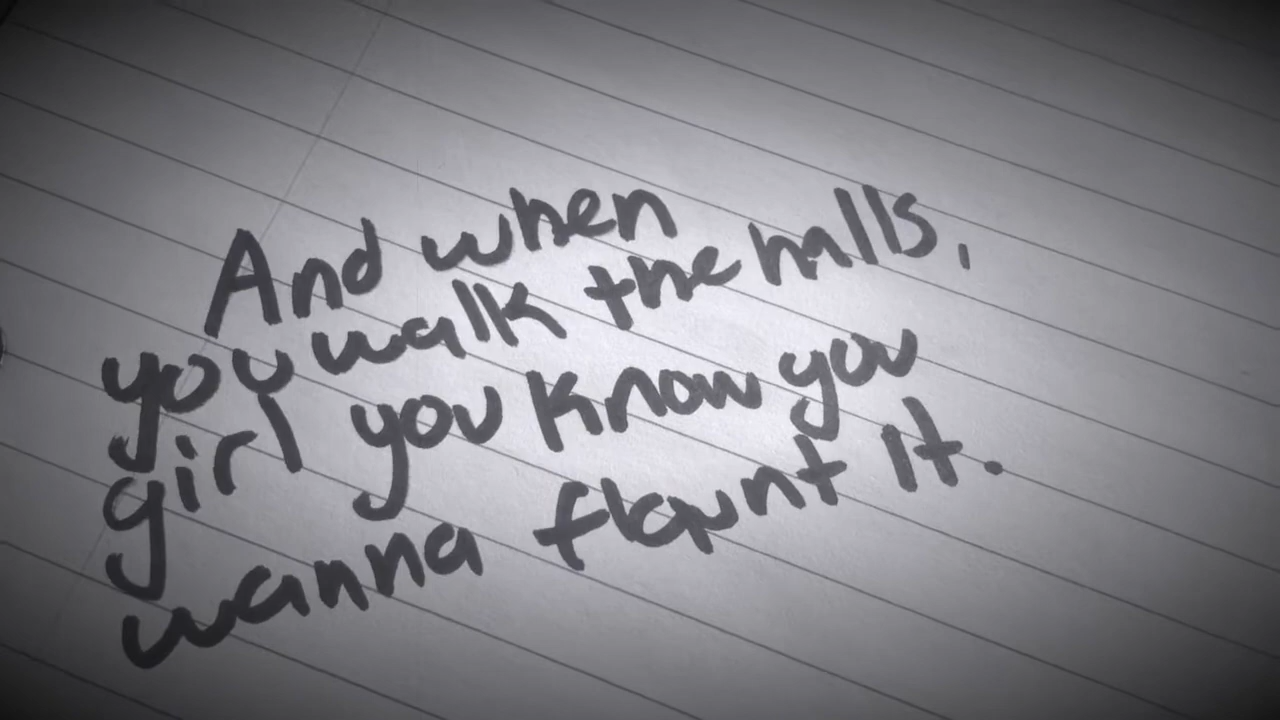 And when
you walk the halls,
girl you know you
wanna flaunt it.